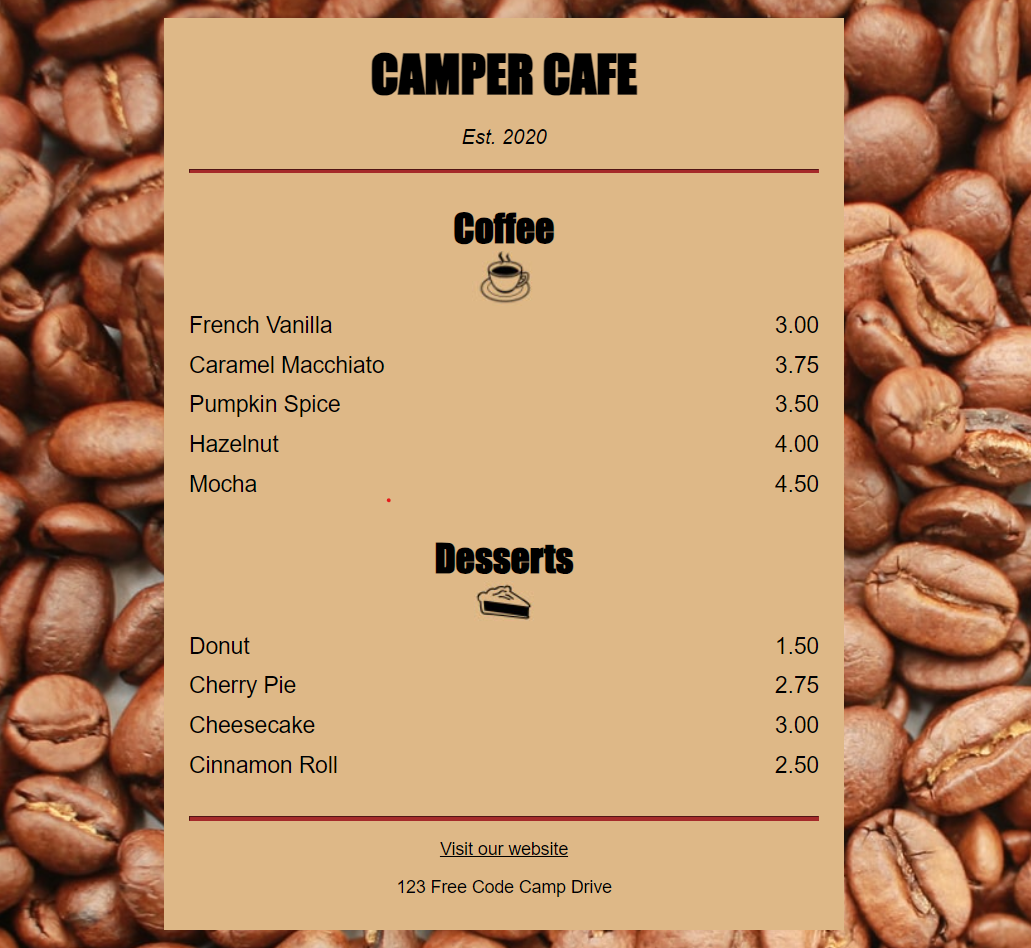 CAMPER CAFE
Est. 2020
Coffee
French Vanilla 3.00
Caramel Macchiato 3.75
Pumpkin Spice 3.50
Hazelnut 4.00
Mocha 4.50
Desserts
Donut 1.50
Cherry Pie 2.75
Cheesecake 3.00
Cinnamon Roll 2.50
Visit our website
123 Free Code Camp Drive